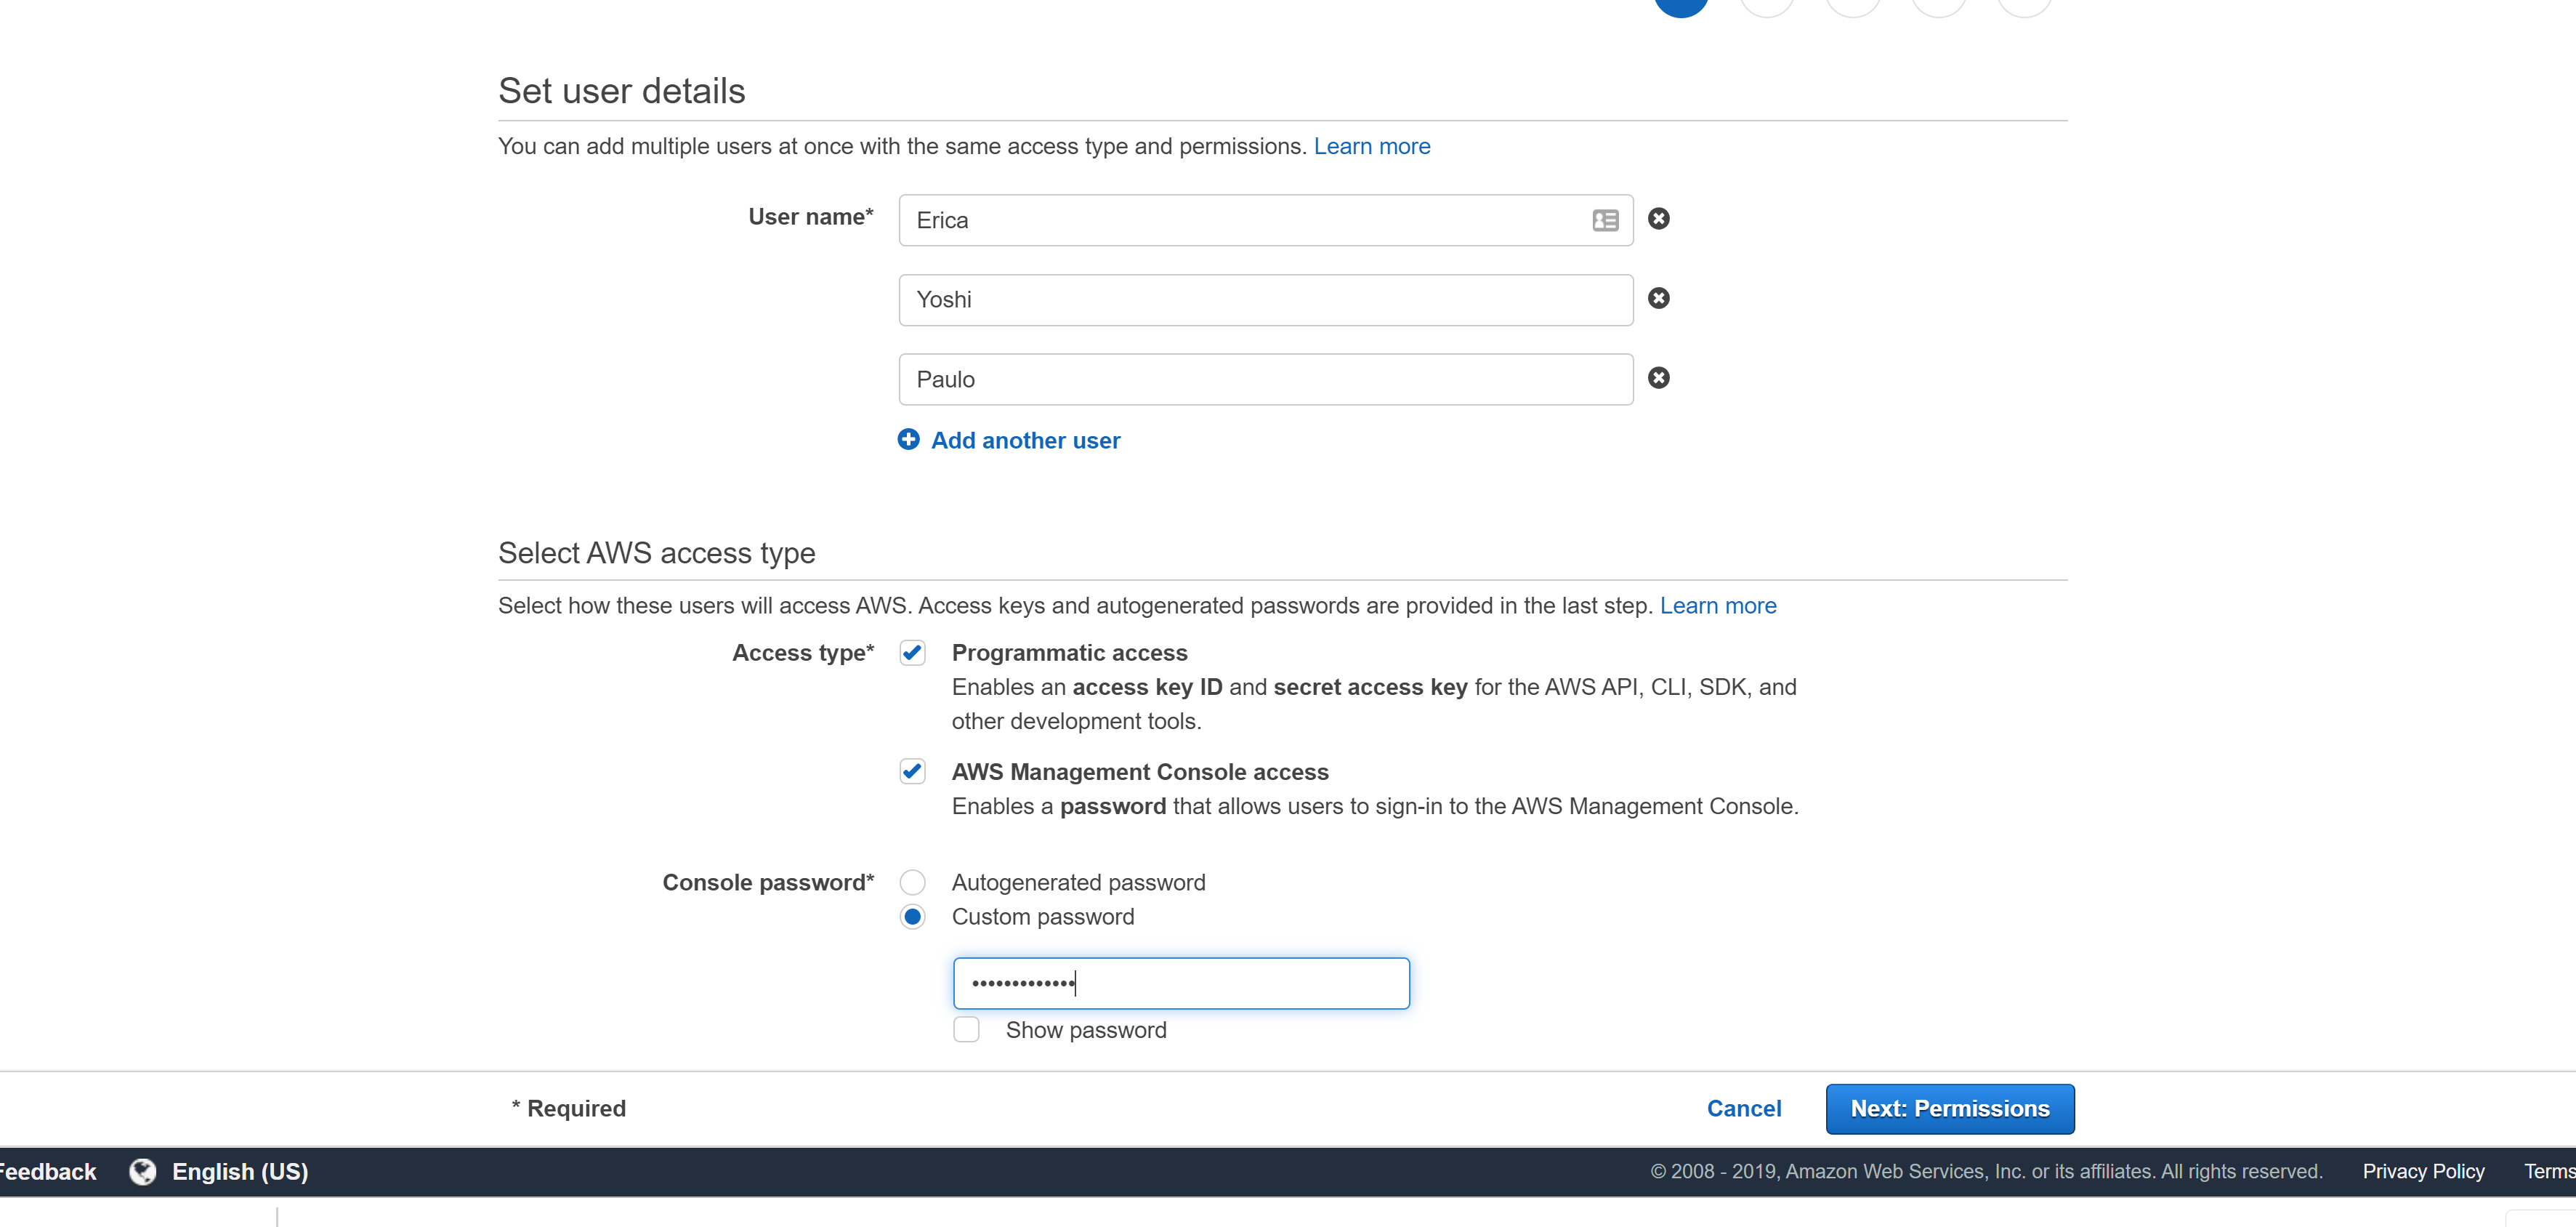 Set user details
You can add multiple users at once with the same access type and permissions. Learn more
User name* Erica
Yoshi
Paulo
Add another user
Select AWS access type
Select how these users will access AWS. Access keys and autogenerated passwords are provided in the last step. Learn more
Access type* Programmatic access
Enables an access key ID and secret access key for the AWS API, CLI, SDK, and
other development tools.
AWS Management Console access
Enables a password that allows users to sign-in to the AWS Management Console.
Console password* Autogenerated password
Custom password
•••••••••••••
Show password
* Required Cancel Next: Permissions
Feedback English (US) © 2008 - 2019, Amazon Web Services, Inc. or its affiliates. All rights reserved. Privacy Policy Terms